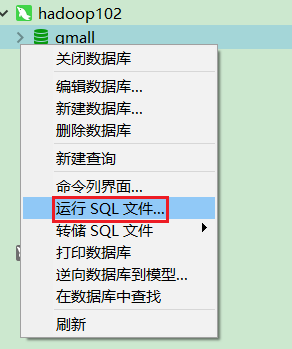 hadoop102
gmall
关闭数据库
编辑数据库...
新建数据库...
删除数据库
新建查询
命令列界面...
运行 SQL 文件...
转储 SQL 文件
打印数据库
逆向数据库到模型...
在数据库中查找
刷新